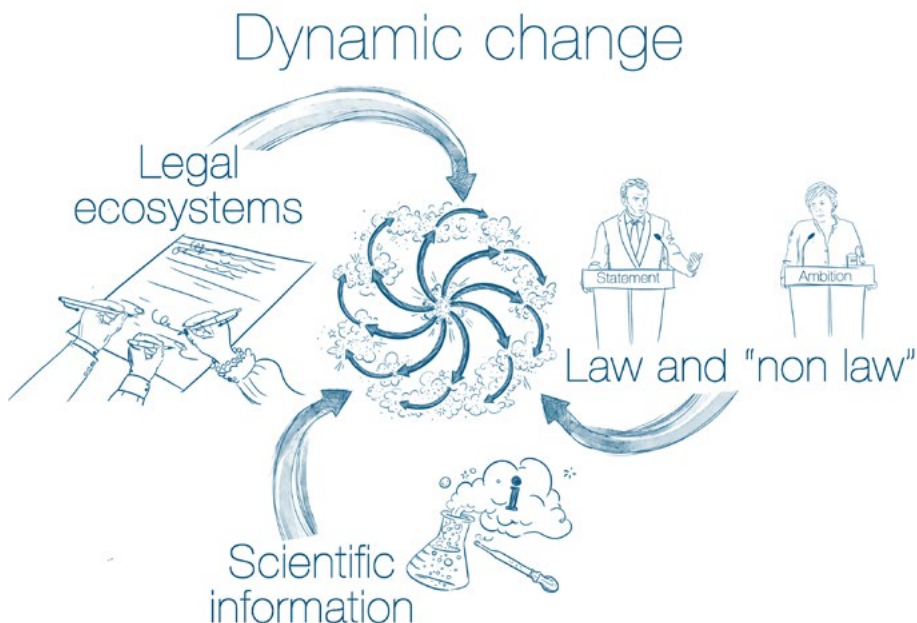 Dynamic change
Legal
ecosystems
Statement
Ambition
Law and "non law"
i
Scientific
information